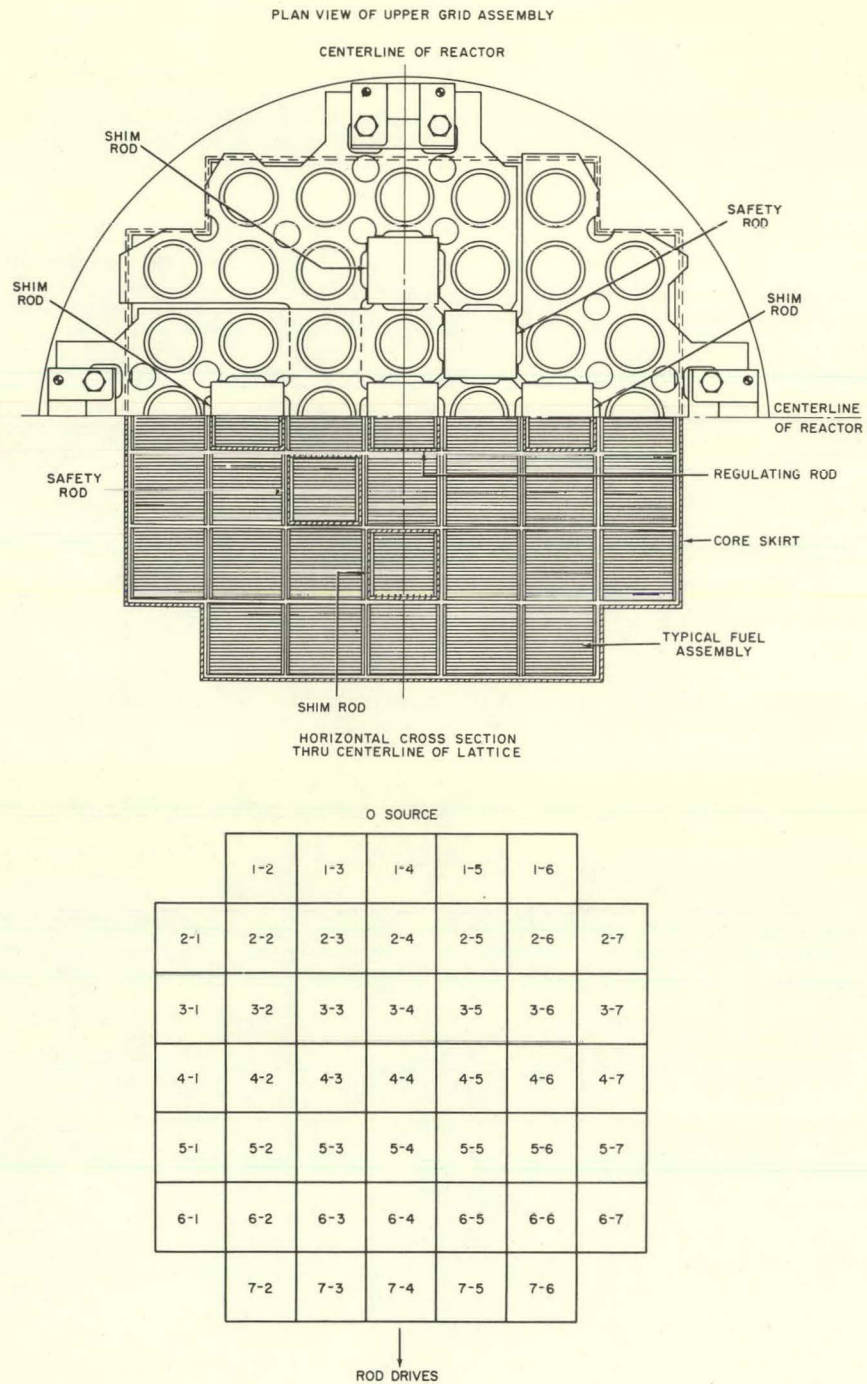 PLAN VIEW OF UPPER GRID ASSEMBLY
CENTERLINE OF REACTOR
SHIM
ROD
SAFETY
ROD
SHIM
ROD
SHIM
ROD
CENTERLINE
OF REACTOR
SAFETY
ROD
REGULATING ROD
CORE SKIRT
TYPICAL FUEL
ASSEMBLY
SHIM ROD
HORIZONTAL CROSS SECTION
THRU CENTERLINE OF LATTICE
O SOURCE
1-2 1-3 1-4 1-5 1-6
2-1 2-2 2-3 2-4 2-5 2-6 2-7
3-1 3-2 3-3 3-4 3-5 3-6 3-7
4-1 4-2 4-3 4-4 4-5 4-6 4-7
5-1 5-2 5-3 5-4 5-5 5-6 5-7
6-1 6-2 6-3 6-4 6-5 6-6 6-7
7-2 7-3 7-4 7-5 7-6
ROD DRIVES